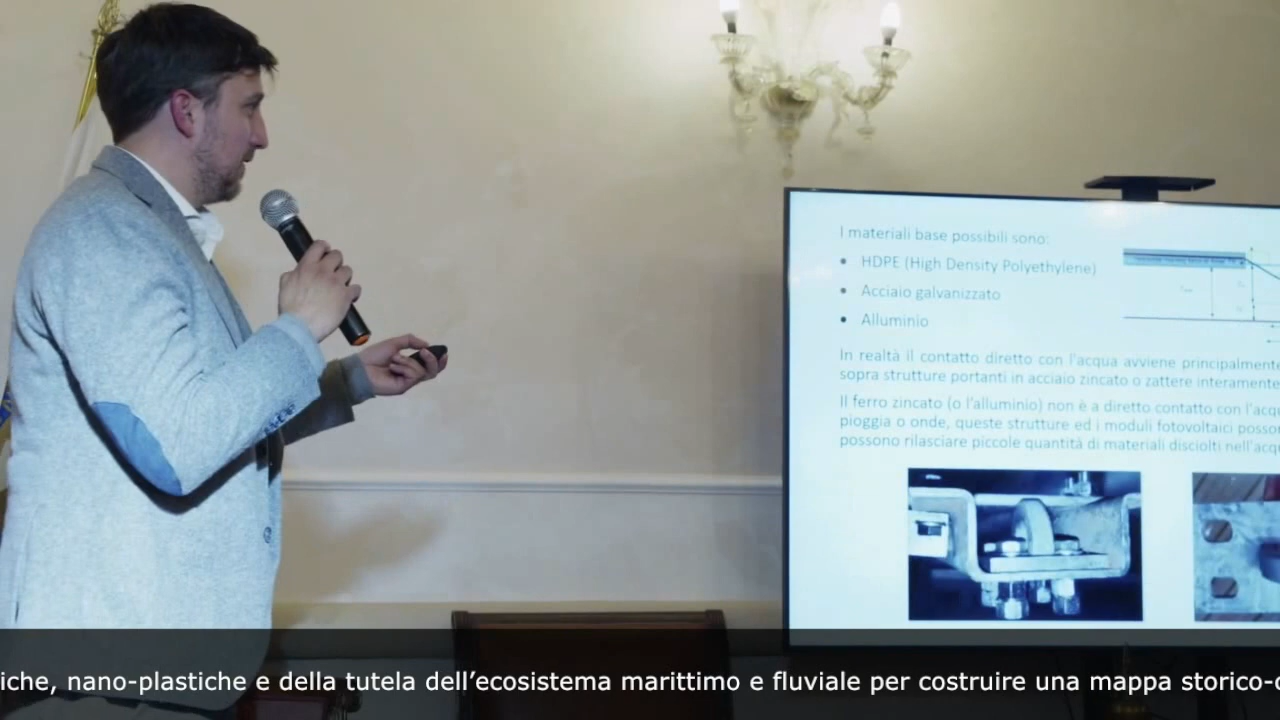 I materiali base possibili sono:
• HDPE (High Density Polyethylene)
• Acciaio galvanizzato
• Alluminio
In realtà il contatto diretto con l'acqua avviene principalmente
sopra strutture portanti in acciaio zincato o zattere interamente
Il ferro zincato (o l'alluminio) non è a diretto contatto con l'acqu
pioggia o onde, queste strutture ed i moduli fotovoltaici posson
possono rilasciare piccole quantità di materiali disciolti nell'acqu
iche, nano-plastiche e della tutela dell’ecosistema marittimo e fluviale per costruire una mappa storico-c